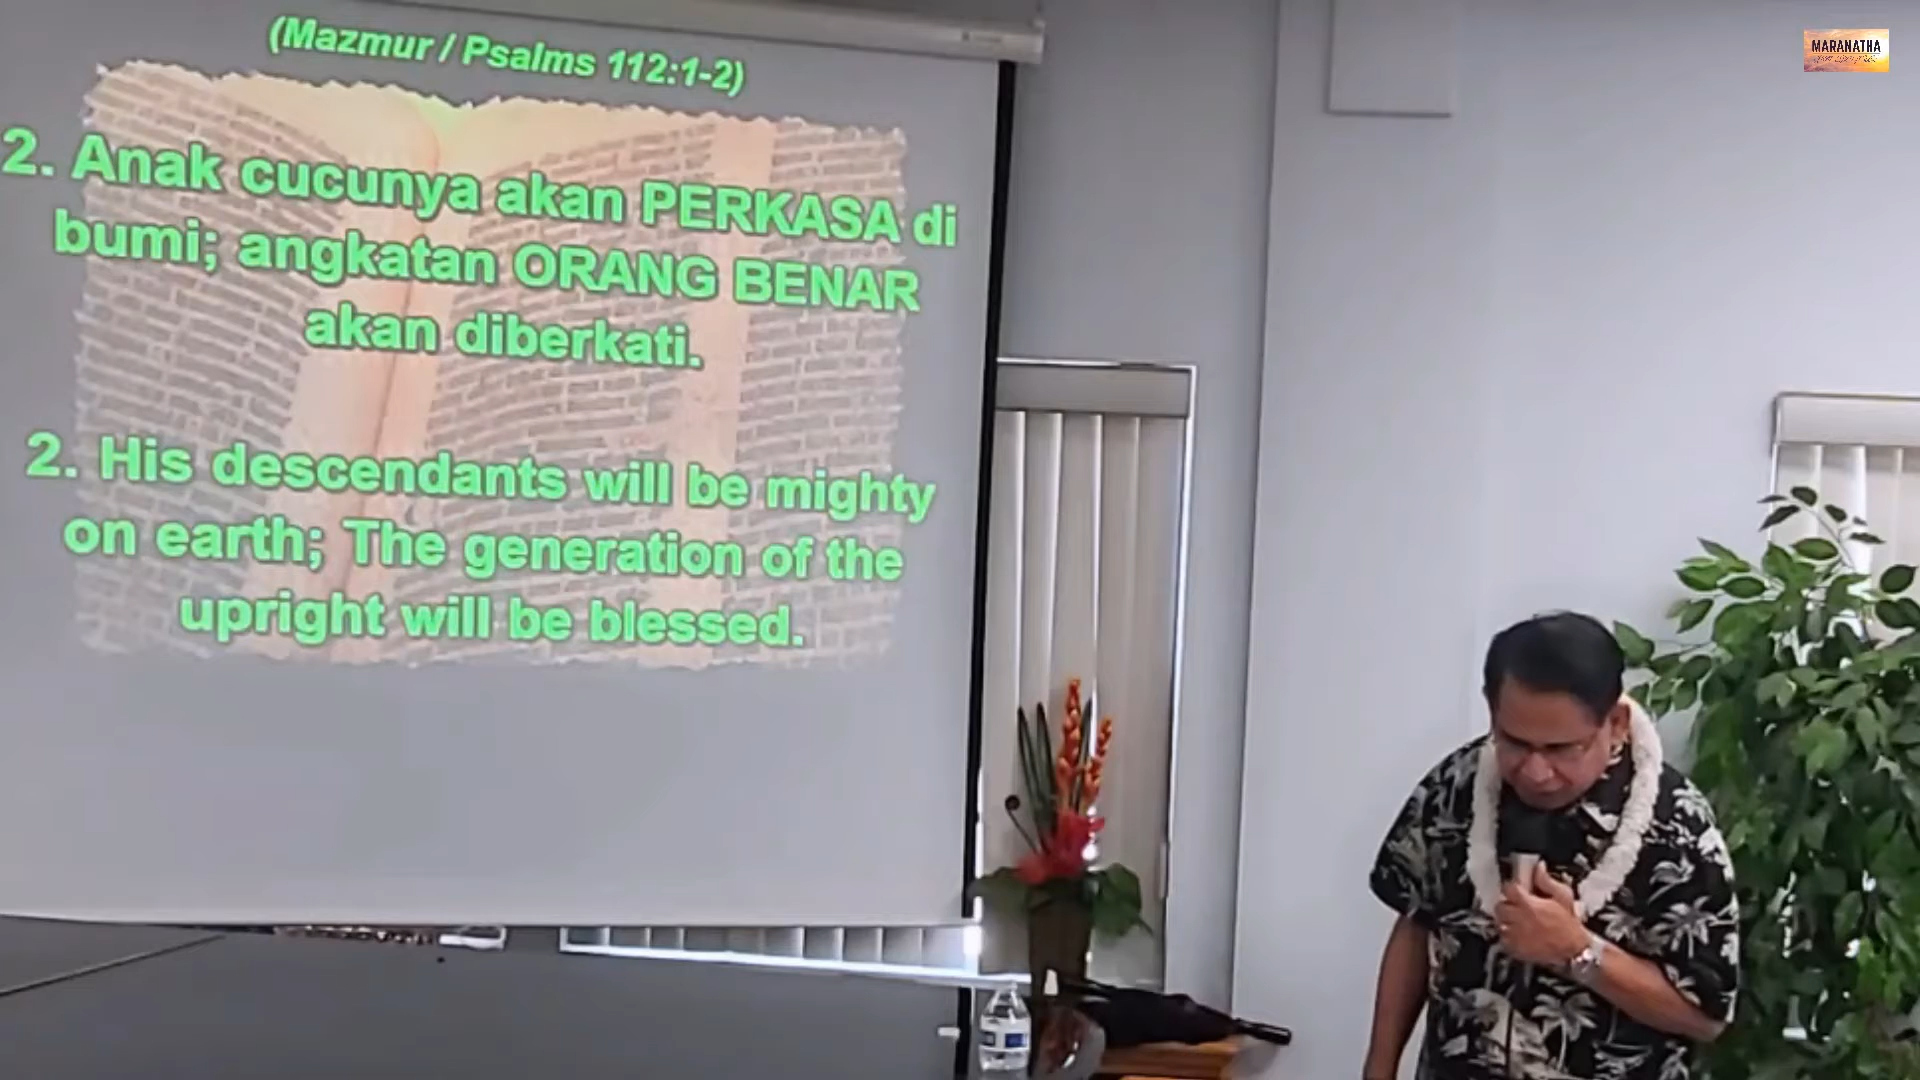 (Mazmur / Psalms 112:1-2)
2. Anak cucunya akan PERKASA di
bumi; angkatan ORANG BENAR
akan diberkati.
2. His descendants will be mighty
on earth; The generation of the
upright will be blessed.
MARANATHA